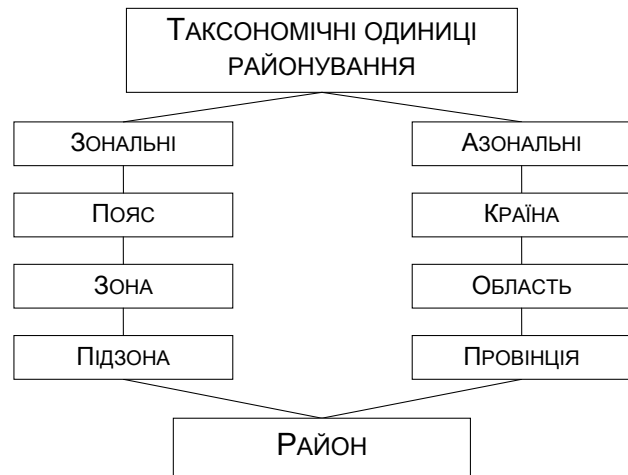 ТАКСОНОМІЧНІ ОДИНИЦІ
РАЙОНУВАННЯ
ЗОНАЛЬНІ
АЗОНАЛЬНІ
ПОЯС
КРАЇНА
ЗОНА
ОБЛАСТЬ
ПІДЗОНА
ПРОВІНЦІЯ
РАЙОН